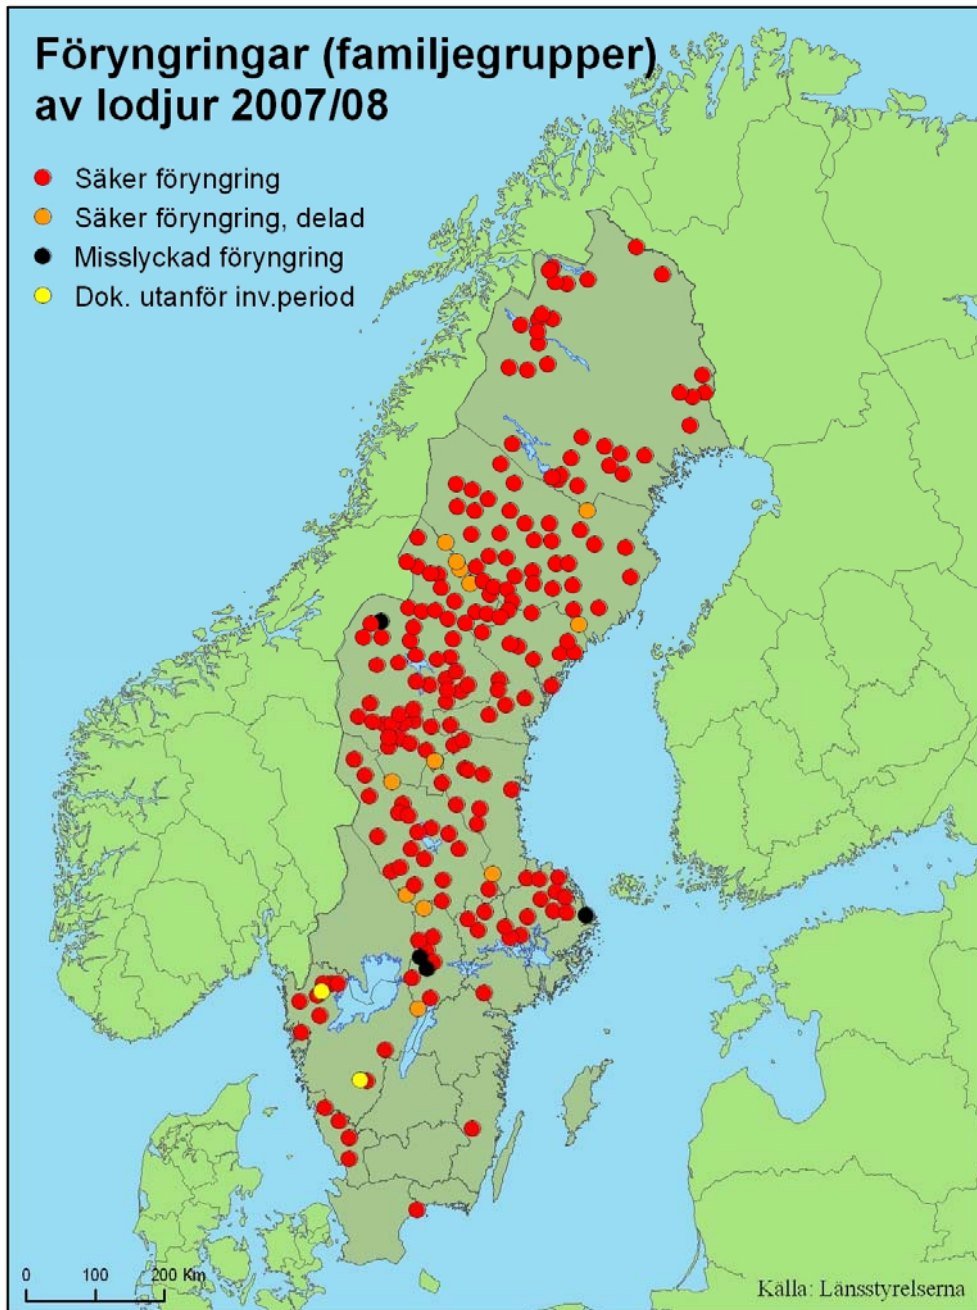 Föryngringar (familjegrupper)
av lodjur 2007/08
Säker föryngring
Säker föryngring, delad
Misslyckad föryngring
Dok. utanför inv.period
0 100 200 Km
Källa: Länsstyrelserna